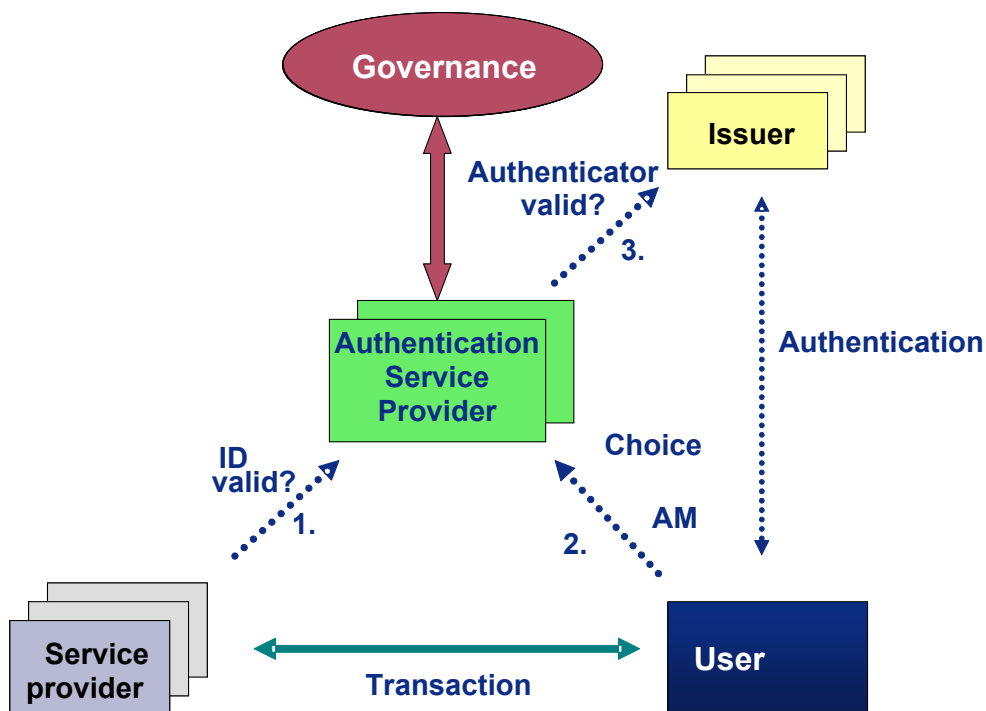 Governance
Issuer
Authenticator
valid?
3.
Authentication
Service
Provider
Authentication
Choice
ID
valid?
1.
AM
2.
Service
provider
User
Transaction